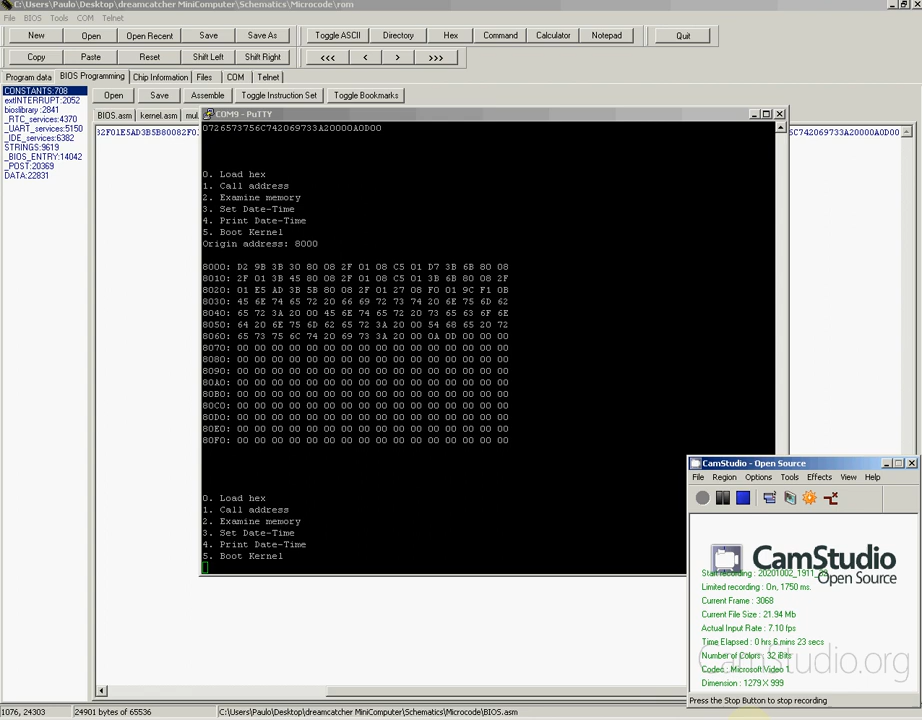 C:\Users\Paulo\Desktop\dreamcatcher MiniComputer\Schematics\Microcode\rom
File BIOS Tools COM Telnet
New Open Open Recent Save Save As Toggle ASCII Directory Hex Command Calculator Notepad Quit
Copy Paste Reset Shift Left Shift Right <<< < > >>>
Program data BIOS Programming Chip Information Files COM Telnet
CONSTANTS:708
extINTERRUPT:2052
bioslibrary:2841
_RTC_services:4370
_UART_services:5150
_IDE_services:6382
STRINGS:9619
_BIOS_ENTRY:14042
_POST:20369
DATA:22831
Open Save Assemble Toggle Instruction Set Toggle Bookmarks
BIOS.asm kernel.asm
32F01E5AD3B5B80082F0
6C742069733A20000A0D00
COM9 - PuTTY
0726573756C742069733A20000A0D00
0. Load hex
1. Call address
2. Examine memory
3. Set Date-Time
4. Print Date-Time
5. Boot Kernel
Origin address: 8000
8000: D2 9B 3B 30 80 08 2F 01 08 C5 01 D7 3B 6B 80 08
8010: 2F 01 3B 45 80 08 2F 01 08 C5 01 3B 6B 80 08 2F
8020: 01 E5 AD 3B 5B 80 08 2F 01 27 08 F0 01 9C F1 0B
8030: 45 6E 74 65 72 20 66 69 72 73 74 20 6E 75 6D 62
8040: 65 72 3A 20 00 45 6E 74 65 72 20 73 65 63 6F 6E
8050: 64 20 6E 75 6D 62 65 72 3A 20 00 54 68 65 20 72
8060: 65 73 75 6C 74 20 69 73 3A 20 00 0A 0D 00 00 00
8070: 00 00 00 00 00 00 00 00 00 00 00 00 00 00 00 00
8080: 00 00 00 00 00 00 00 00 00 00 00 00 00 00 00 00
8090: 00 00 00 00 00 00 00 00 00 00 00 00 00 00 00 00
80A0: 00 00 00 00 00 00 00 00 00 00 00 00 00 00 00 00
80B0: 00 00 00 00 00 00 00 00 00 00 00 00 00 00 00 00
80C0: 00 00 00 00 00 00 00 00 00 00 00 00 00 00 00 00
80D0: 00 00 00 00 00 00 00 00 00 00 00 00 00 00 00 00
80E0: 00 00 00 00 00 00 00 00 00 00 00 00 00 00 00 00
80F0: 00 00 00 00 00 00 00 00 00 00 00 00 00 00 00 00
0. Load hex
1. Call address
2. Examine memory
3. Set Date-Time
4. Print Date-Time
5. Boot Kernel
CamStudio - Open Source
File Region Options Tools Effects View Help
CamStudio
Open Source
Start recording : 20201002_1911_
Limited recording : On, 1750 ms.
Current Frame : 3068
Current File Size : 21.94 Mb
Actual Input Rate : 7.10 fps
Time Elapsed : 0 hrs 6 mins 23 secs
Number of Colors : 32 Bits
Codec : Microsoft Video 1
Dimension : 1279 X 999
CamStudio.org
Press the Stop Button to stop recording
1076, 24303 24901 bytes of 65536 C:\Users\Paulo\Desktop\dreamcatcher MiniComputer\Schematics\Microcode\BIOS.asm